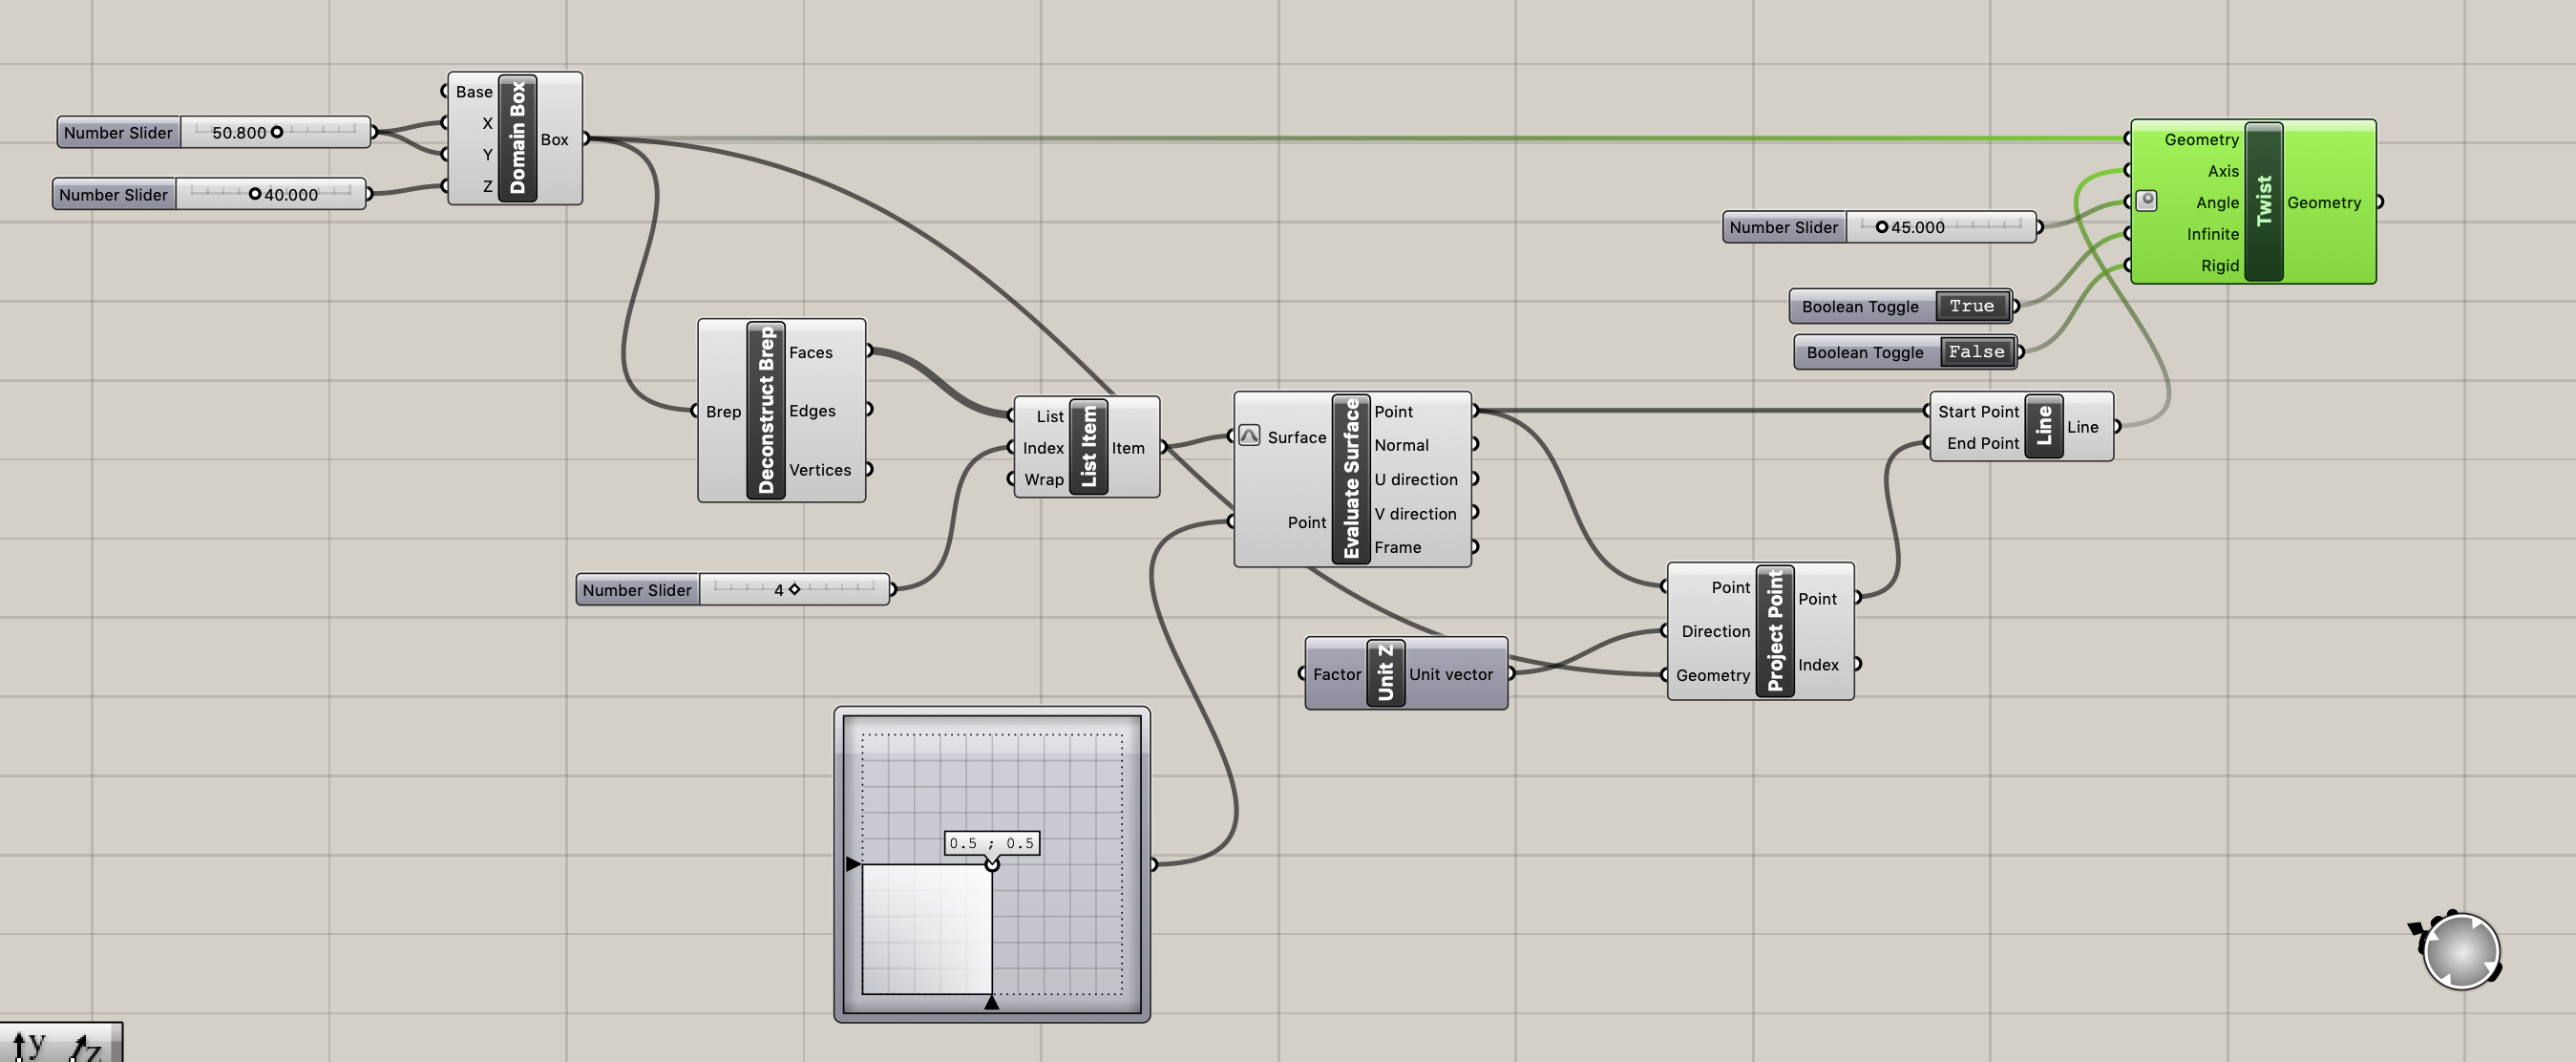 Number Slider 50.800
Number Slider 40.000
Base
X
Y
Z
Domain Box
Box
Brep
Deconstruct Brep
Faces
Edges
Vertices
Number Slider 4
List
Index
Wrap
List Item
Item
0.5 ; 0.5
Surface
Point
Evaluate Surface
Point
Normal
U direction
V direction
Frame
Factor
Unit Z
Unit vector
Point
Direction
Geometry
Project Point
Point
Index
Start Point
End Point
Line
Line
Number Slider 45.000
Boolean Toggle True
Boolean Toggle False
Geometry
Axis
Angle
Infinite
Rigid
Twist
Geometry
y z